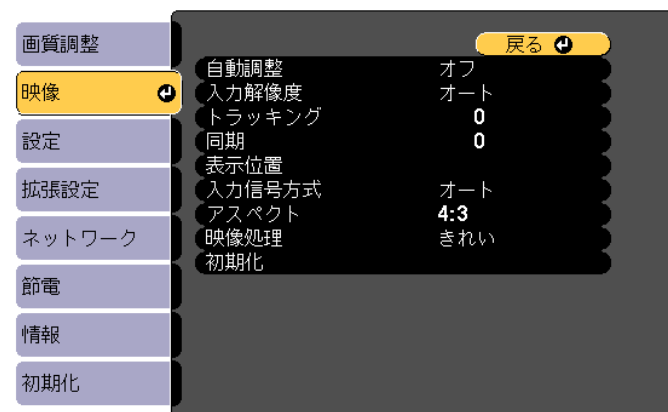 画質調整
映像
設定
拡張設定
ネットワーク
節電
情報
初期化
戻る
自動調整 オフ
入力解像度 オート
トラッキング 0
同期 0
表示位置
入力信号方式 オート
アスペクト 4:3
映像処理 きれい
初期化